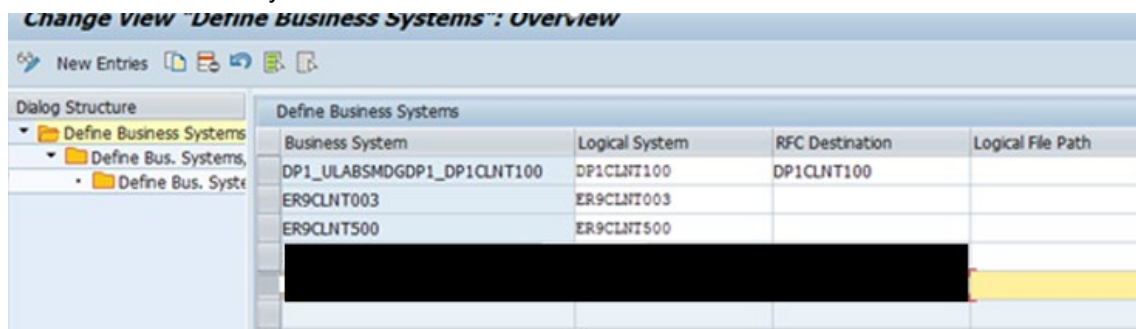 Change View "Define Business Systems": Overview
New Entries
Dialog Structure
Define Business Systems
Define Bus. Systems,
Define Bus. Syste
Define Business Systems
Business System Logical System RFC Destination Logical File Path
DP1_ULABSMDGDP1_DP1CLNT100 DP1CLNT100 DP1CLNT100
ER9CLNT003 ER9CLNT003
ER9CLNT500 ER9CLNT500